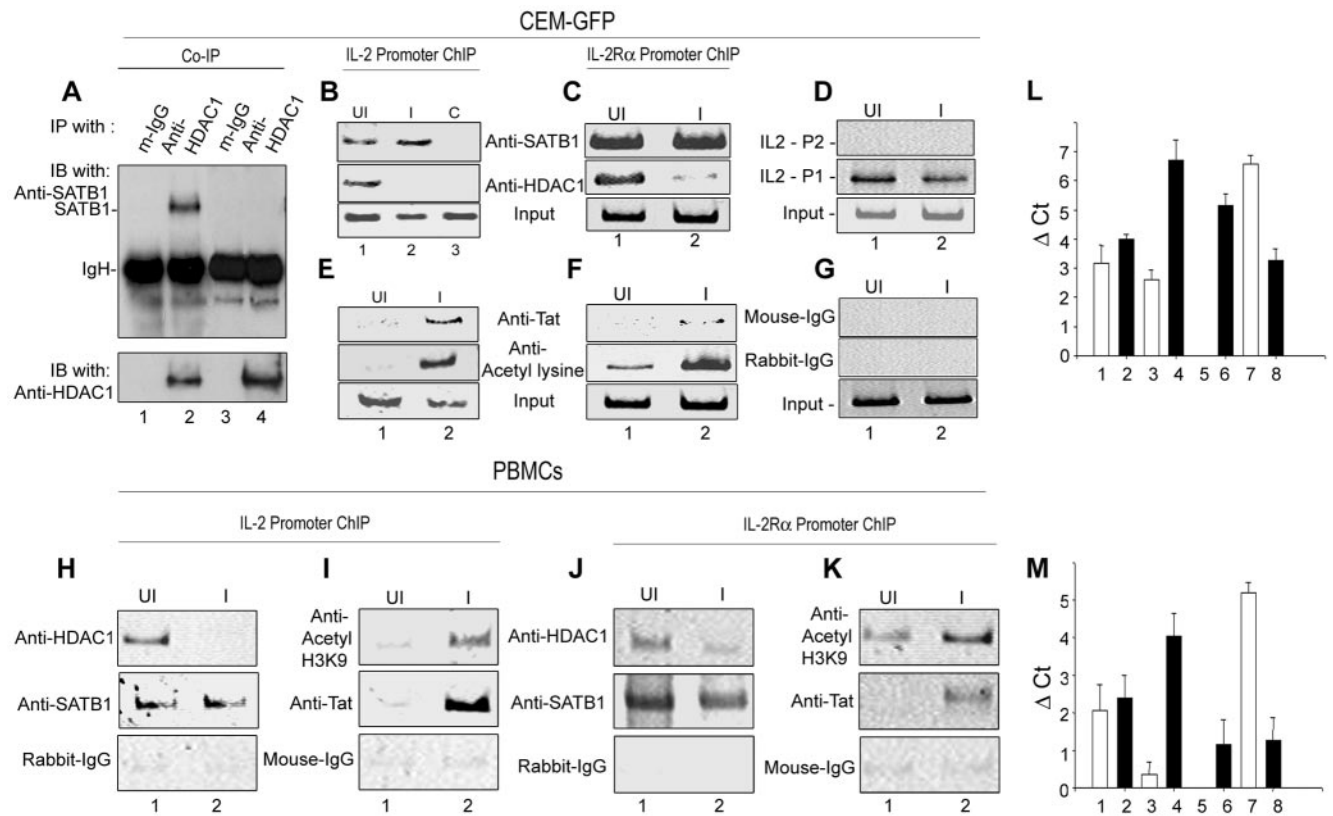 CEM-GFP
Co-IP
IL-2 Promoter ChIP
IL-2Rα Promoter ChIP
A
IP with :
m-IgG
Anti-HDAC1
m-IgG
Anti-HDAC1
IB with:
Anti-SATB1
SATB1-
IgH-
IB with:
Anti-HDAC1
1 2 3 4
B
UI I C
1 2 3
C
UI I
Anti-SATB1
Anti-HDAC1
Input
1 2
D
UI I
IL2 - P2 -
IL2 - P1 -
Input -
1 2
E
UI I
1 2
F
UI I
Anti-Tat
Anti-
Acetyl lysine
Input
1 2
G
UI I
Mouse-IgG
Rabbit-IgG
Input -
1 2
L
Δ Ct
8
7
6
5
4
3
2
1
0
1 2 3 4 5 6 7 8
PBMCs
IL-2 Promoter ChIP
IL-2Rα Promoter ChIP
H
UI I
Anti-HDAC1
Anti-SATB1
Rabbit-IgG
1 2
I
UI I
Anti-
Acetyl
H3K9
Anti-Tat
Mouse-IgG
1 2
J
UI I
Anti-HDAC1
Anti-SATB1
Rabbit-IgG
1 2
K
UI I
Anti-
Acetyl
H3K9
Anti-Tat
Mouse-IgG
1 2
M
Δ Ct
5
4
3
2
1
0
1 2 3 4 5 6 7 8